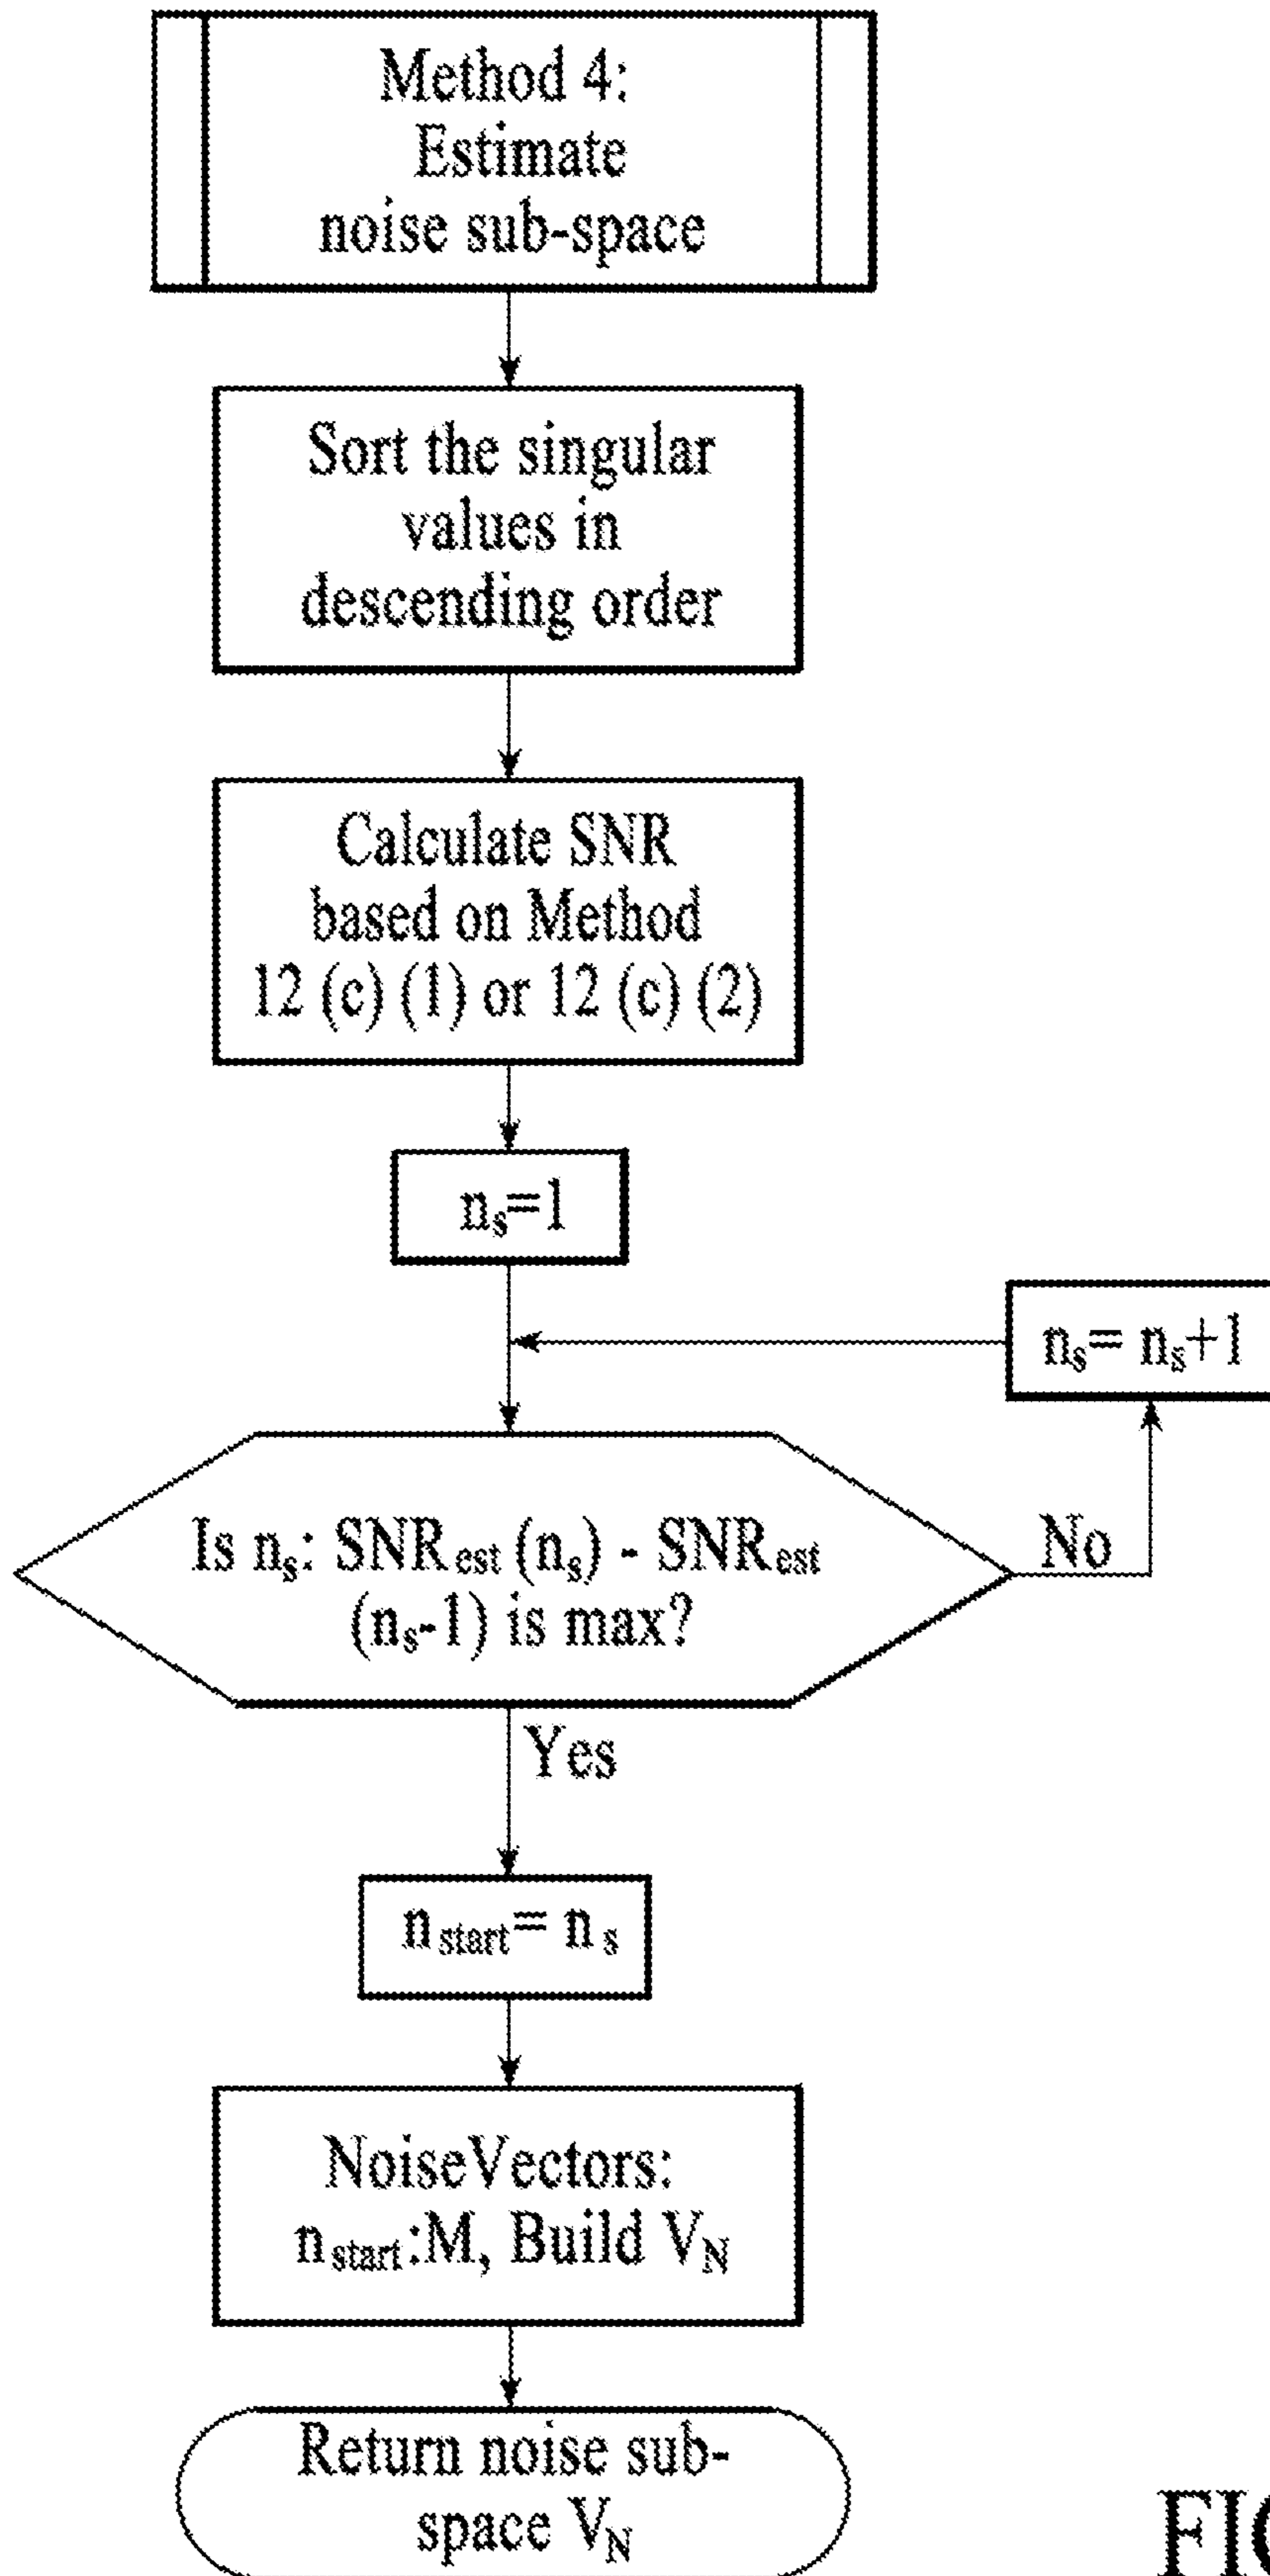 Method 4:
Estimate
noise sub-space
Sort the singular
values in
descending order
Calculate SNR
based on Method
12 (c) (1) or 12 (c) (2)
nₛ=1
nₛ= nₛ+1
Is nₛ: SNRₑₛₜ (nₛ) - SNRₑₛₜ
(nₛ-1) is max?
No
Yes
nₛₜₐᵣₜ= nₛ
NoiseVectors:
nₛₜₐᵣₜ:M, Build V_N
Return noise sub-
space V_N